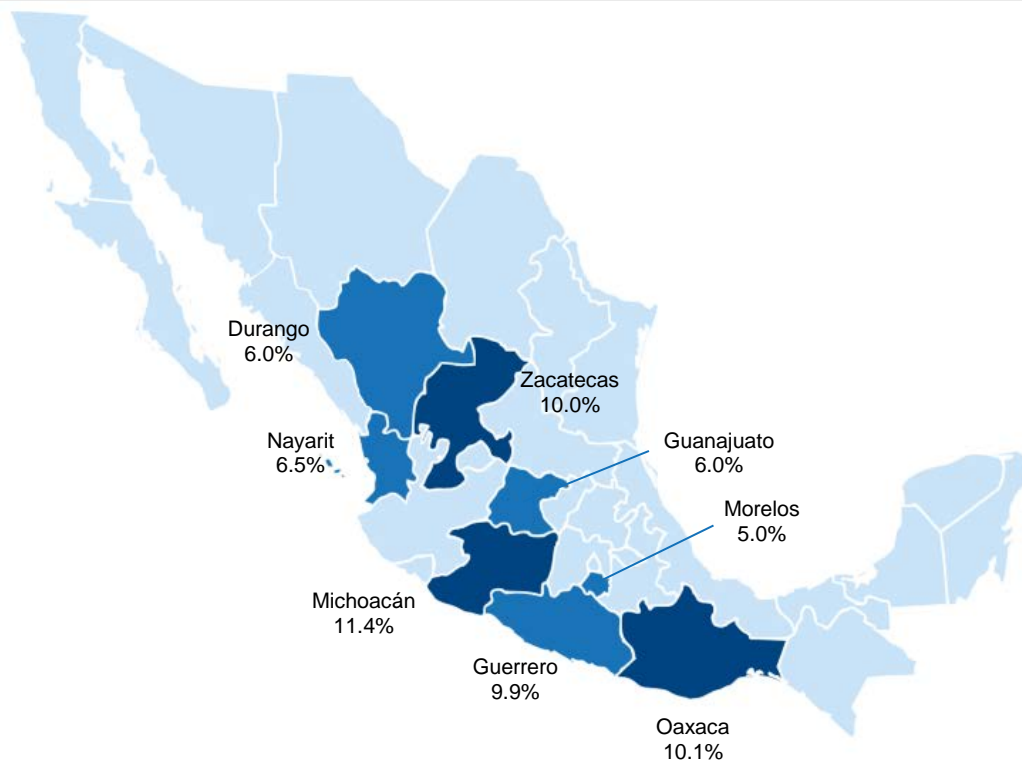 Durango
6.0%
Zacatecas
10.0%
Nayarit
6.5%
Guanajuato
6.0%
Morelos
5.0%
Michoacán
11.4%
Guerrero
9.9%
Oaxaca
10.1%